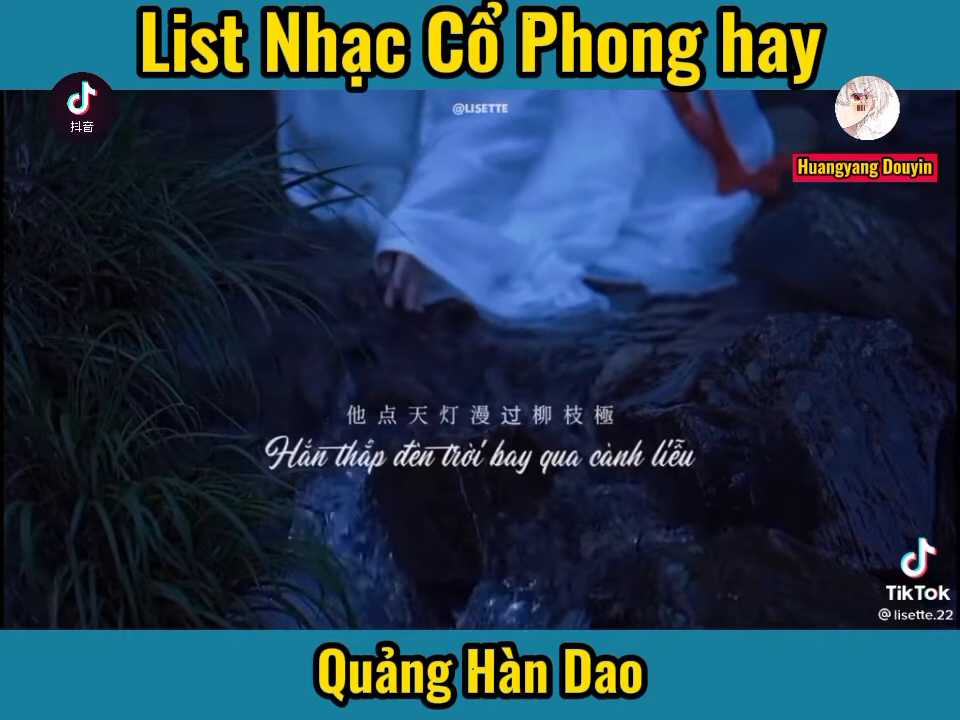 List Nhạc Cổ Phong hay
抖音
@LISETTE
Huangyang Douyin
他点天灯漫过柳枝極
Hắn thắp đèn trời bay qua cành liễu
TikTok
@lisette.22
Quảng Hàn Dao